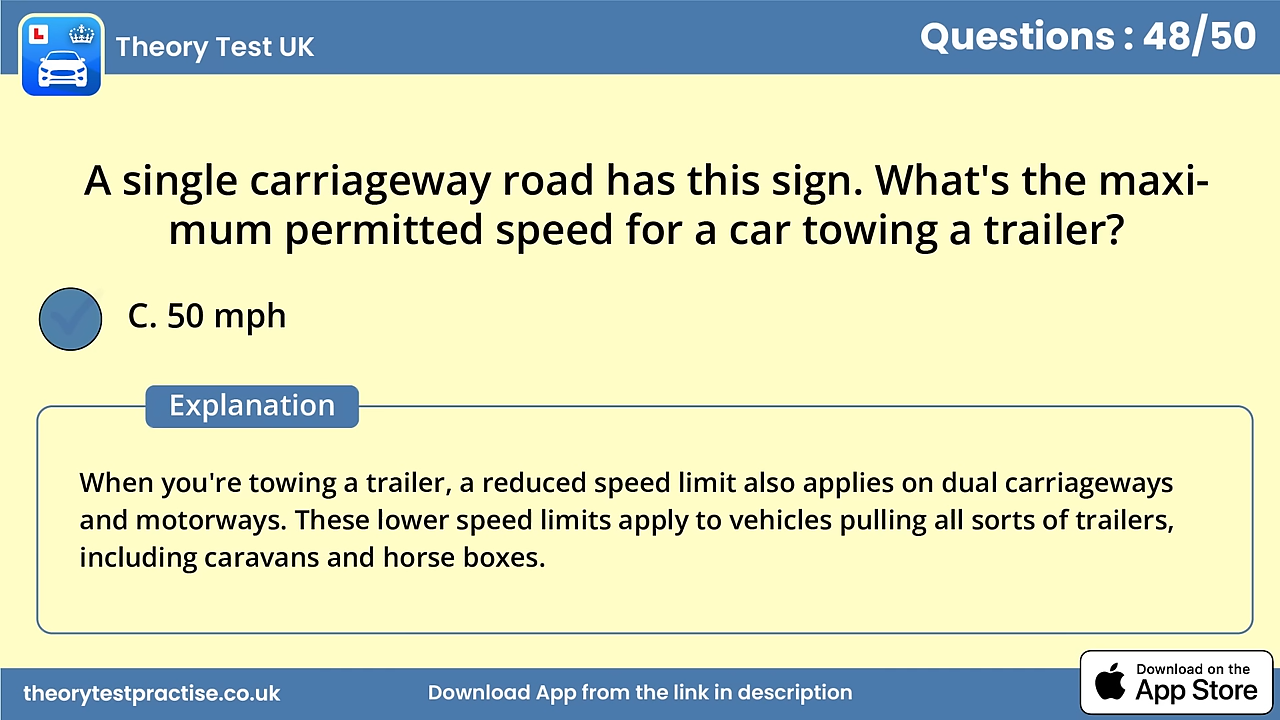 L
Theory Test UK
Questions : 48/50
A single carriageway road has this sign. What's the maxi-
mum permitted speed for a car towing a trailer?
C. 50 mph
Explanation
When you're towing a trailer, a reduced speed limit also applies on dual carriageways
and motorways. These lower speed limits apply to vehicles pulling all sorts of trailers,
including caravans and horse boxes.
theorytestpractise.co.uk
Download App from the link in description
Download on the
App Store